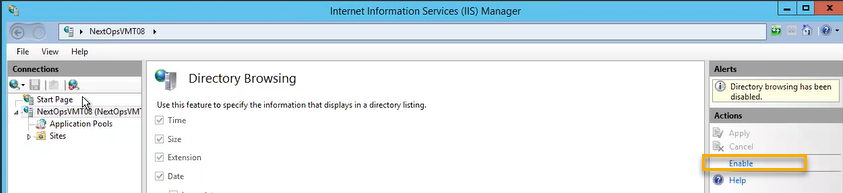 Internet Information Services (IIS) Manager
NextOpsVMT08
File View Help
Connections
Start Page
NextOpsVMT08 (NextOpsVMT
Application Pools
Sites
Directory Browsing
Use this feature to specify the information that displays in a directory listing.
Time
Size
Extension
Date
Alerts
Directory browsing has been
disabled.
Actions
Apply
Cancel
Enable
Help